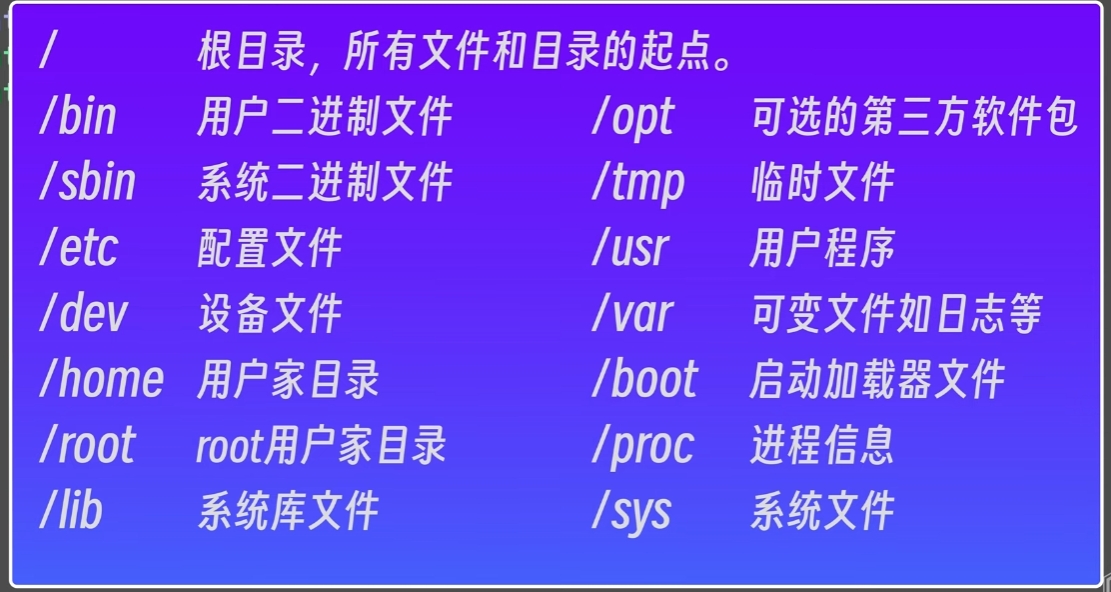 / 根目录，所有文件和目录的起点。
/bin 用户二进制文件 /opt 可选的第三方软件包
/sbin 系统二进制文件 /tmp 临时文件
/etc 配置文件 /usr 用户程序
/dev 设备文件 /var 可变文件如日志等
/home 用户家目录 /boot 启动加载器文件
/root root用户家目录 /proc 进程信息
/lib 系统库文件 /sys 系统文件